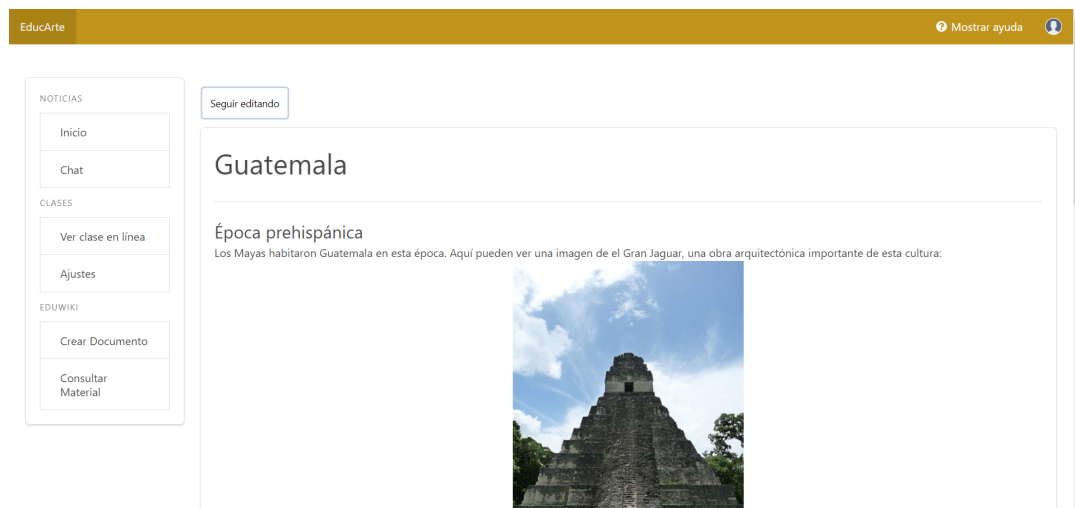 EducArte
Mostrar ayuda
NOTICIAS
Inicio
Chat
CLASES
Ver clase en línea
Ajustes
EDUWIKI
Crear Documento
Consultar
Material
Seguir editando
Guatemala
Época prehispánica
Los Mayas habitaron Guatemala en esta época. Aquí pueden ver una imagen de el Gran Jaguar, una obra arquitectónica importante de esta cultura: